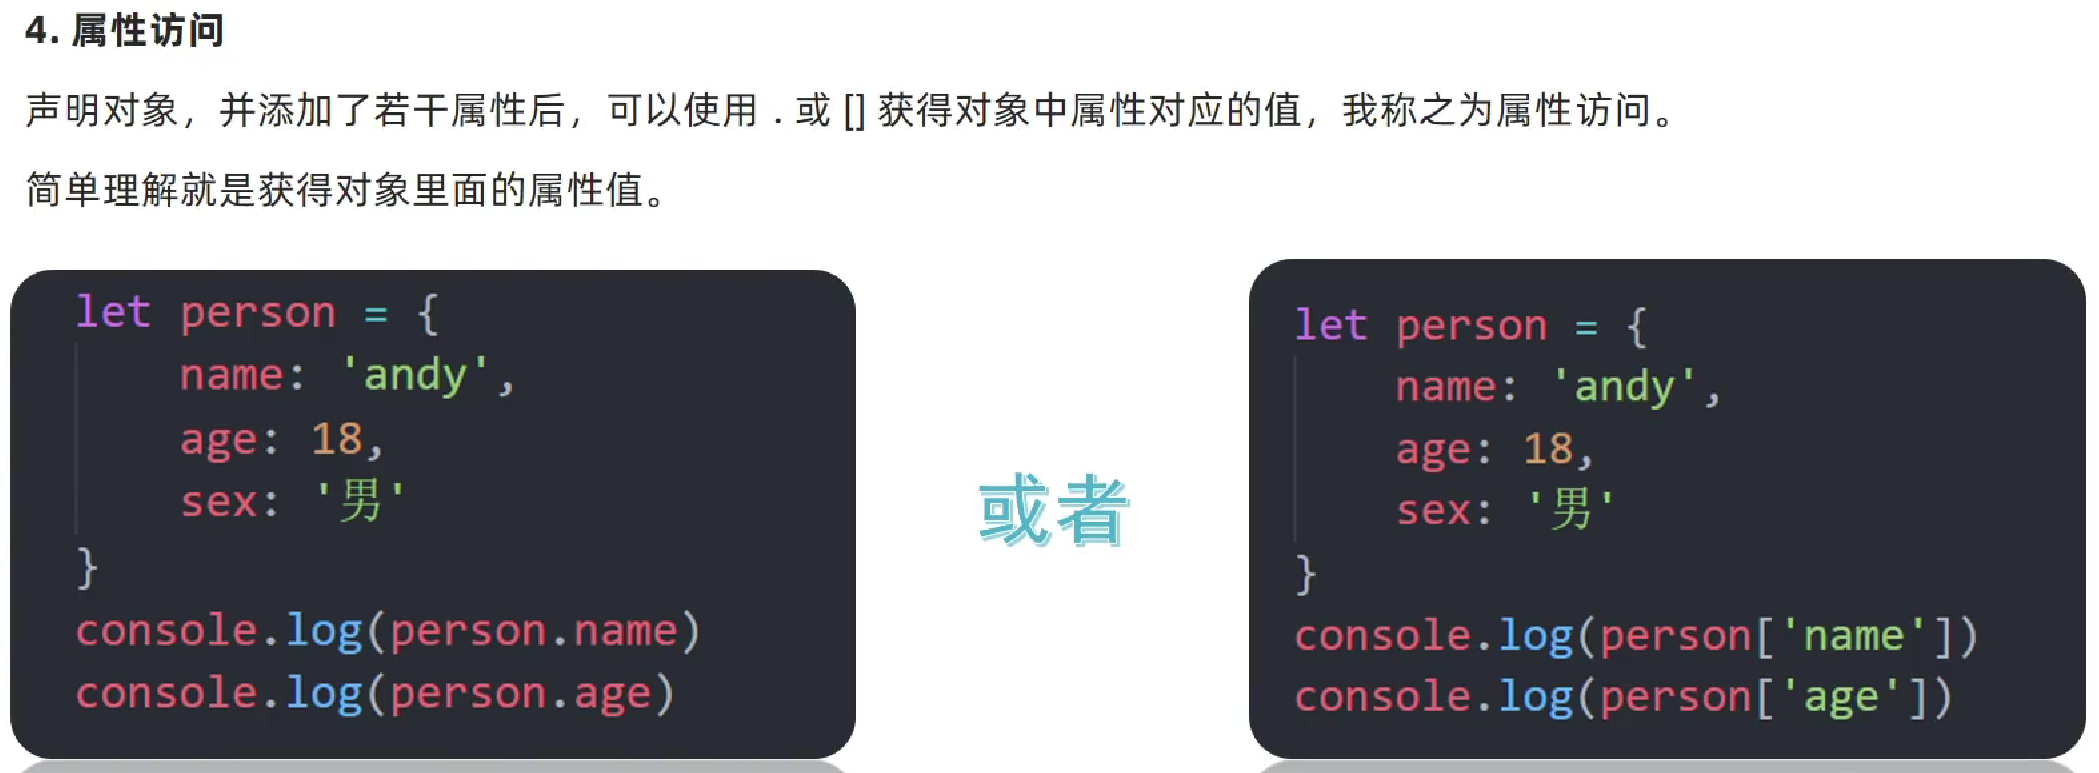 4. 属性访问
声明对象，并添加了若干属性后，可以使用 . 或 [] 获得对象中属性对应的值，我称之为属性访问。
简单理解就是获得对象里面的属性值。
let person = {
name: 'andy',
age: 18,
sex: '男'
}
console.log(person.name)
console.log(person.age)
或者
let person = {
name: 'andy',
age: 18,
sex: '男'
}
console.log(person['name'])
console.log(person['age'])